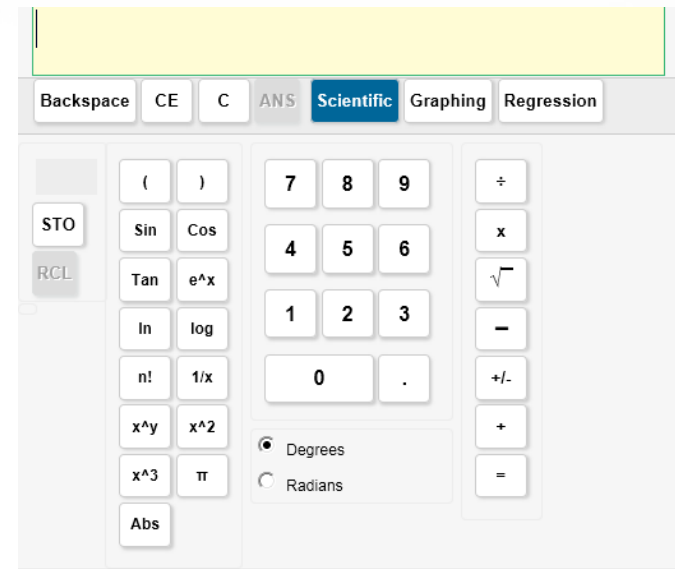 Backspace CE C ANS Scientific Graphing Regression
( ) 7 8 9 ÷
STO Sin Cos 4 5 6 x
RCL Tan e^x √
ln log 1 2 3 −
n! 1/x 0 . +/-
x^y x^2 +
Degrees
x^3 π =
Radians
Abs